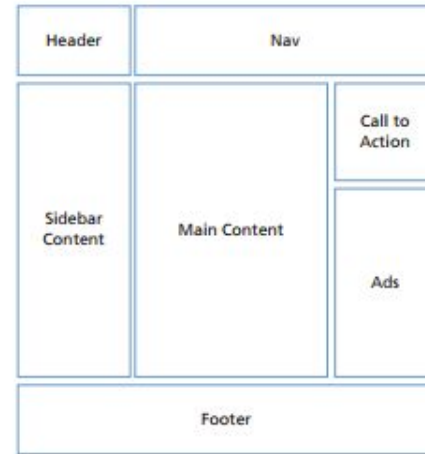 Header
Nav
Call to
Action
Sidebar
Content
Main Content
Ads
Footer